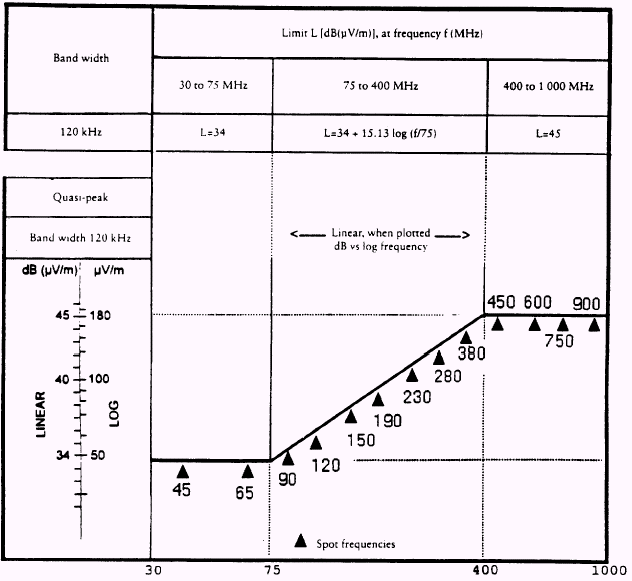 Limit L [dB(µV/m)], at frequency f (MHz)
Band width
30 to 75 MHz
75 to 400 MHz
400 to 1 000 MHz
120 kHz
L=34
L=34 + 15.13 log (f/75)
L=45
Quasi-peak
Band width 120 kHz
Linear, when plotted
dB vs log frequency
dB (µV/m)
µV/m
450
600
900
45
180
750
380
280
40
100
230
LINEAR
LOG
190
150
120
34
50
90
45
65
▲ Spot frequencies
30
75
400
1000